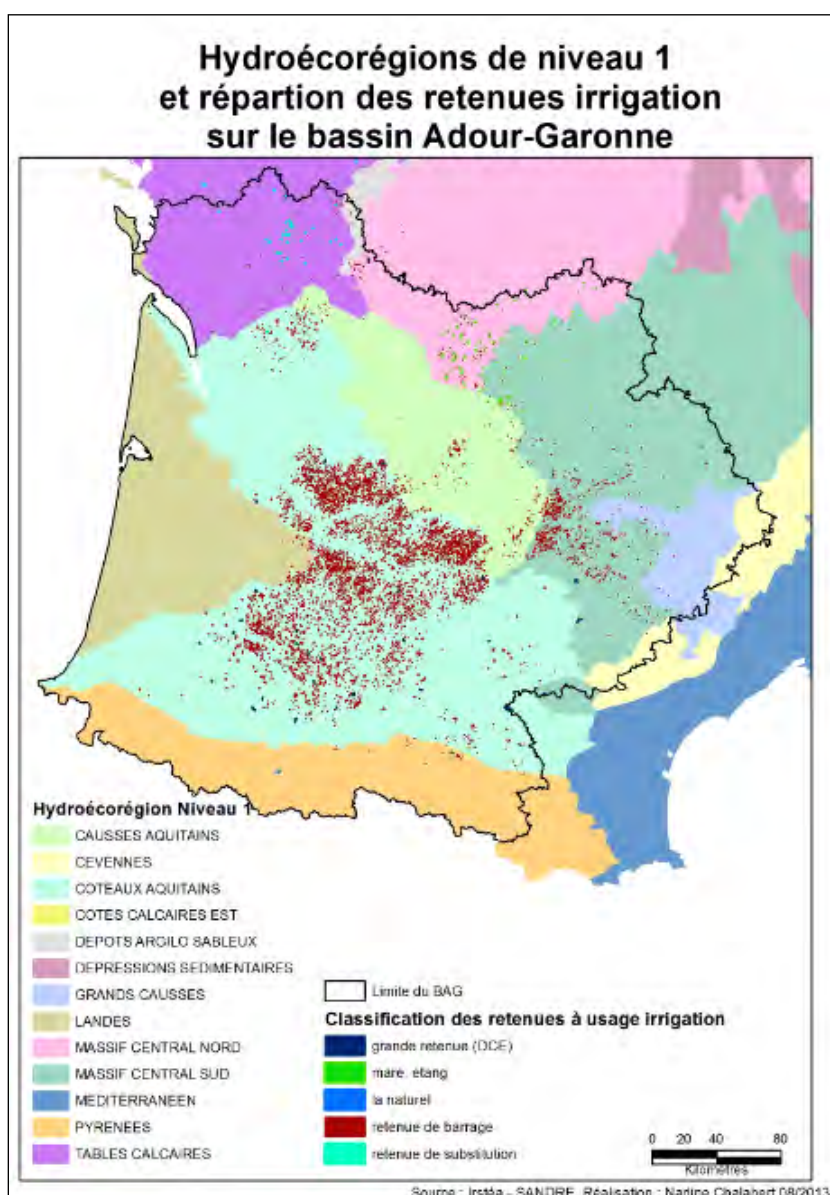 Hydroécorégions de niveau 1
et répartion des retenues irrigation
sur le bassin Adour-Garonne
Hydroécorégion Niveau 1
CAUSSES AQUITAINS
CEVENNES
COTEAUX AQUITAINS
COTES CALCAIRES EST
DEPOTS ARGILO SABLEUX
DEPRESSIONS SEDIMENTAIRES
GRANDS CAUSSES
LANDES
MASSIF CENTRAL NORD
MASSIF CENTRAL SUD
MEDITERRANEEN
PYRENEES
TABLES CALCAIRES
Limite du BAG
Classification des retenues à usage irrigation
grande retenue (DCE)
mare etang
la naturel
retenue de barrage
retenue de substitution
0 20 40 80
Kilomètres
Source : Irstéa - SANDRE Réalisation : Nadine Chalabert 08/2013